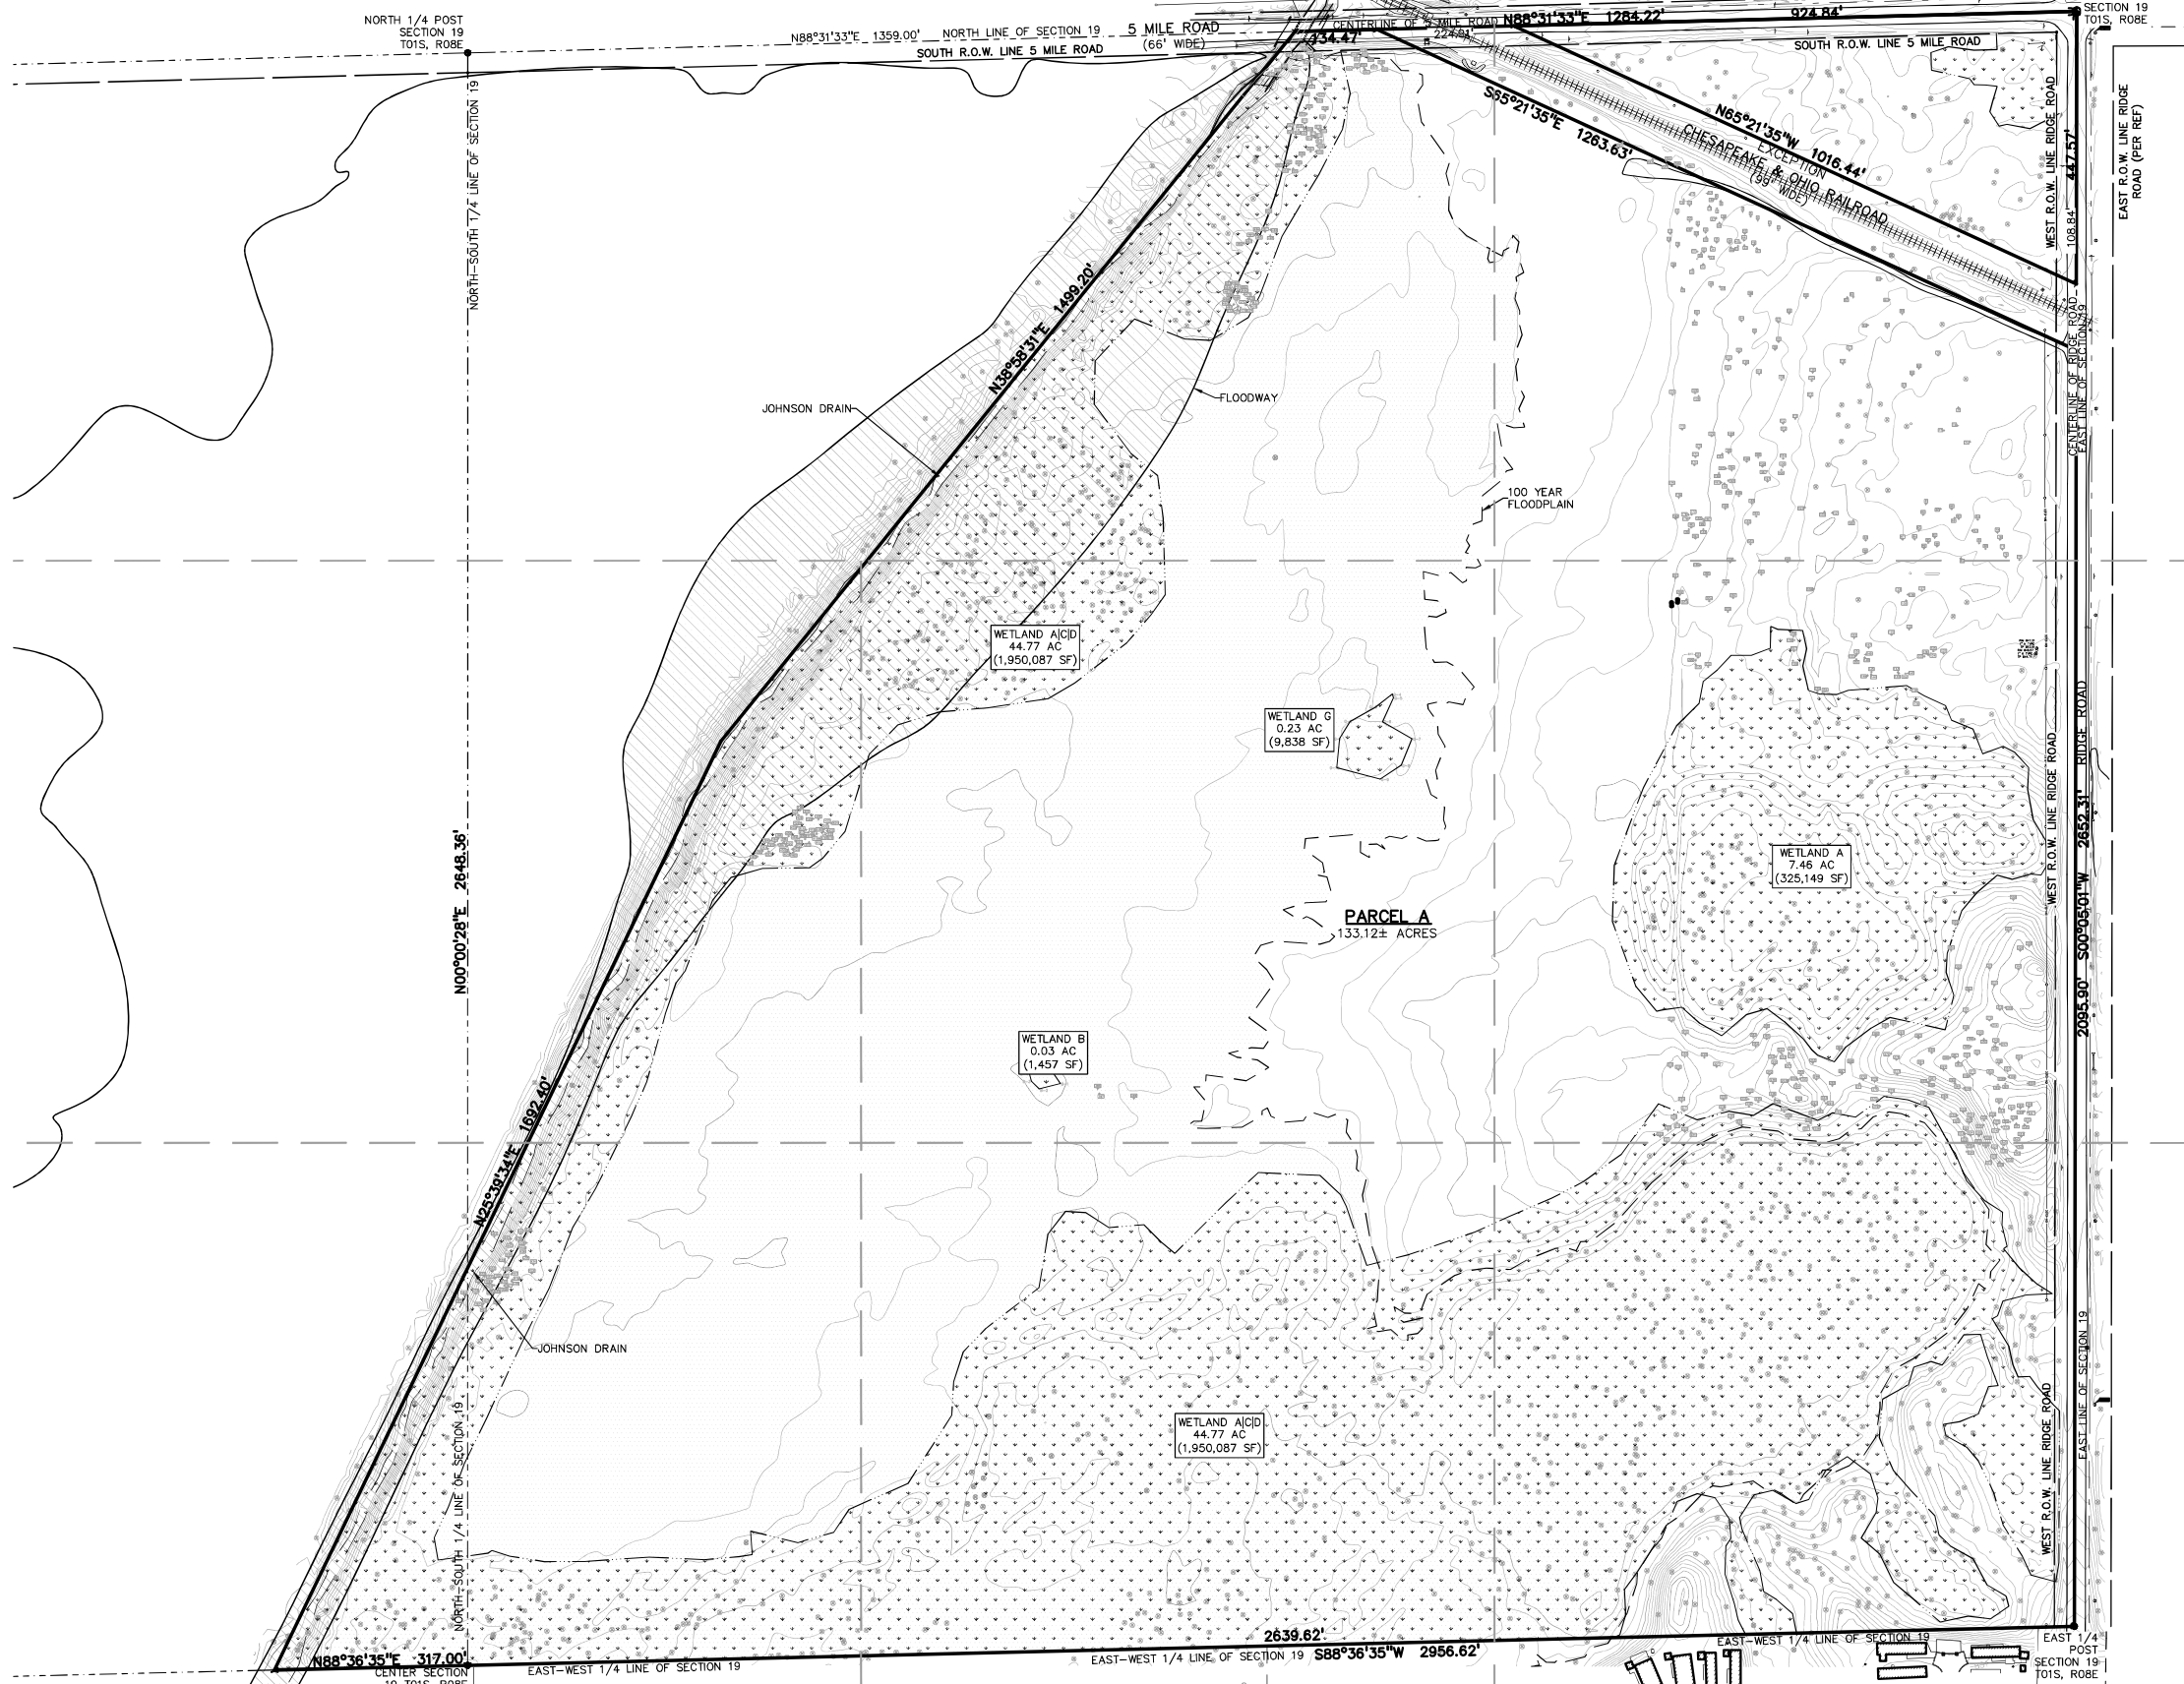 NORTH 1/4 POST
SECTION 19
T01S, R08E
N88°31'33"E 1359.00'
NORTH LINE OF SECTION 19
5 MILE ROAD
(66' WIDE)
SOUTH R.O.W. LINE 5 MILE ROAD
CENTERLINE OF 5 MILE ROAD
N88°31'33"E 1284.22'
924.84'
134.47'
224.91'
SOUTH R.O.W. LINE 5 MILE ROAD
SECTION 19
T01S, R08E
EAST R.O.W. LINE RIDGE
ROAD (PER REF)
WEST R.O.W. LINE RIDGE ROAD
447.57'
108.84'
S65°21'35"E 1263.63'
N65°21'35"W 1016.44'
EXCEPTION
CHESAPEAKE & OHIO RAILROAD
(99' WIDE)
NORTH-SOUTH 1/4 LINE OF SECTION 19
N38°58'31"E 1499.20'
CENTERLINE OF RIDGE ROAD
EAST LINE OF SECTION 19
JOHNSON DRAIN
FLOODWAY
100 YEAR
FLOODPLAIN
WETLAND A|C|D
44.77 AC
(1,950,087 SF)
WETLAND G
0.23 AC
(9,838 SF)
RIDGE ROAD
WEST R.O.W. LINE RIDGE ROAD
2095.90' S00°05'01"W 2652.31'
WETLAND A
7.46 AC
(325,149 SF)
N00°00'28"E 2648.36'
PARCEL A
133.12± ACRES
WETLAND B
0.03 AC
(1,457 SF)
N25°39'34"E 1692.40'
JOHNSON DRAIN
NORTH-SOUTH 1/4 LINE OF SECTION 19
WETLAND A|C|D
44.77 AC
(1,950,087 SF)
EAST LINE OF SECTION 19
WEST R.O.W. LINE RIDGE ROAD
N88°36'35"E 317.00'
CENTER SECTION
19 T01S, R08E
EAST-WEST 1/4 LINE OF SECTION 19
2639.62'
EAST-WEST 1/4 LINE OF SECTION 19
S88°36'35"W 2956.62'
EAST-WEST 1/4 LINE OF SECTION 19
EAST 1/4
POST
SECTION 19
T01S, R08E